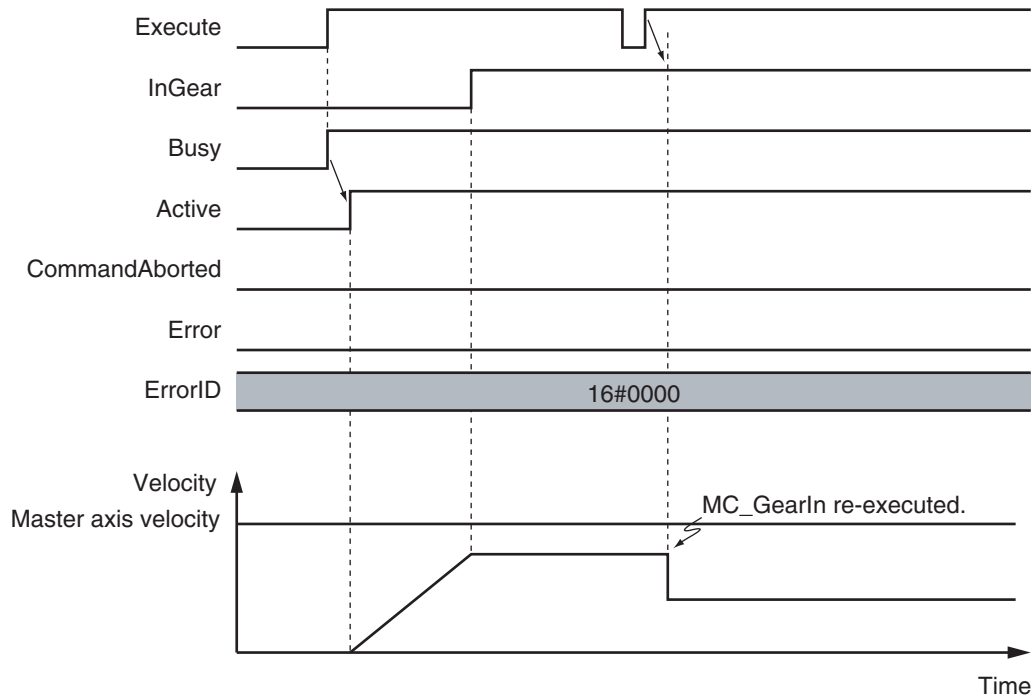 Execute
InGear
Busy
Active
CommandAborted
Error
ErrorID
16#0000
Velocity
Master axis velocity
MC_GearIn re-executed.
Time